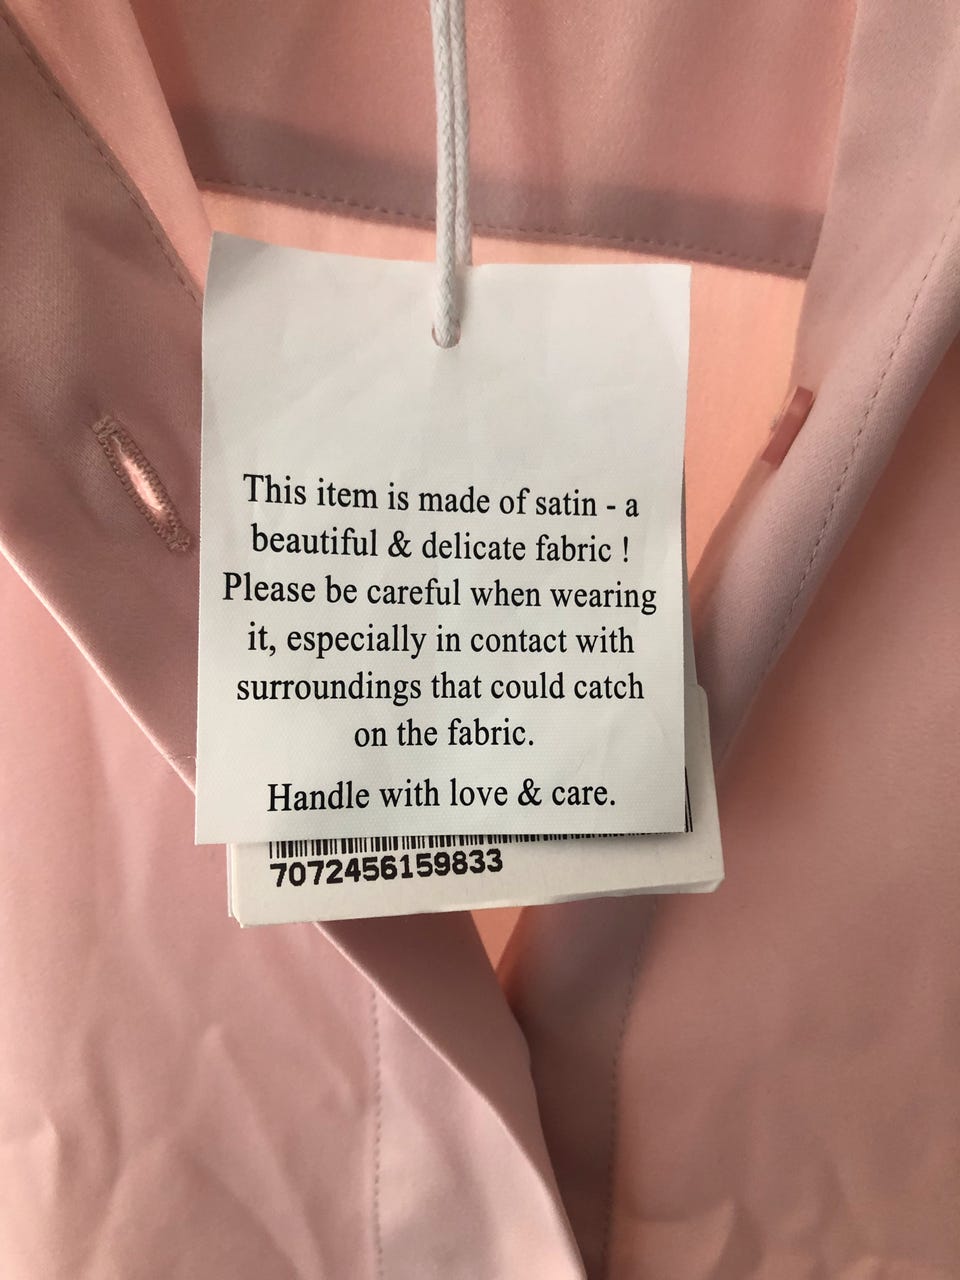 This item is made of satin - a
beautiful & delicate fabric !
Please be careful when wearing
it, especially in contact with
surroundings that could catch
on the fabric.
Handle with love & care.
7072456159833